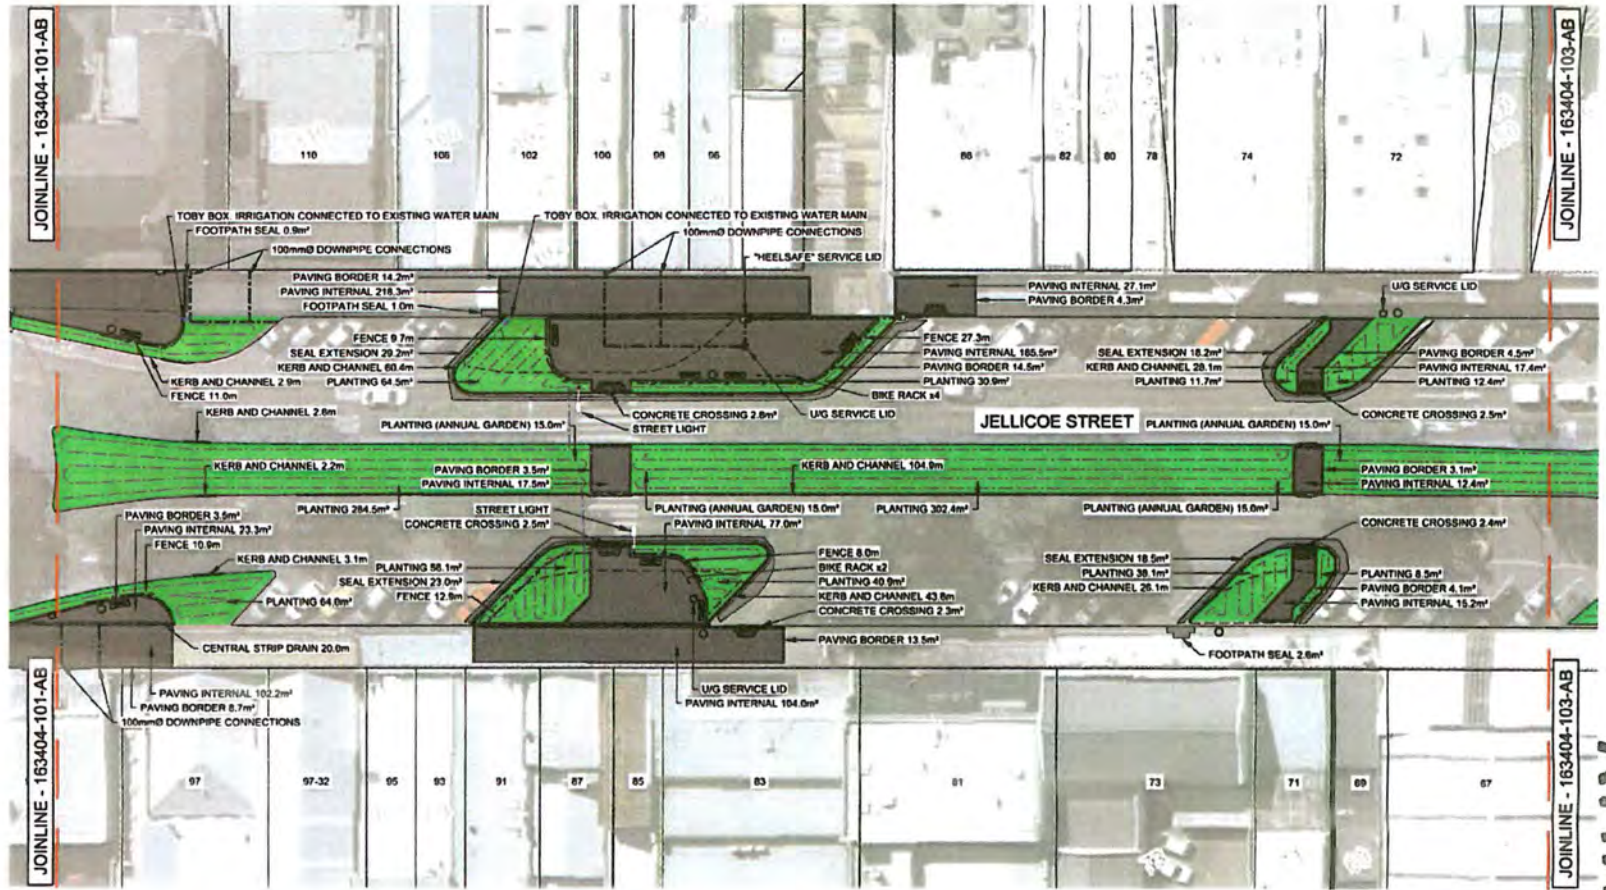 JOINLINE - 163404-101-AB
JOINLINE - 163404-103-AB
110
106
102
100
98
96
86
82
80
78
74
72
TOBY BOX. IRRIGATION CONNECTED TO EXISTING WATER MAIN
FOOTPATH SEAL 0.9m²
100mmØ DOWNPIPE CONNECTIONS
TOBY BOX. IRRIGATION CONNECTED TO EXISTING WATER MAIN
100mmØ DOWNPIPE CONNECTIONS
"HEELSAFE" SERVICE LID
PAVING BORDER 14.2m²
PAVING INTERNAL 218.3m²
FOOTPATH SEAL 1.0m
PAVING INTERNAL 27.1m²
PAVING BORDER 4.3m²
U/G SERVICE LID
FENCE 9.7m
SEAL EXTENSION 29.2m²
KERB AND CHANNEL 60.4m
PLANTING 64.5m²
FENCE 27.3m
PAVING INTERNAL 165.5m²
PAVING BORDER 14.5m²
PLANTING 30.9m²
BIKE RACK x4
SEAL EXTENSION 18.2m²
KERB AND CHANNEL 28.1m
PLANTING 11.7m²
PAVING BORDER 4.5m²
PAVING INTERNAL 17.4m²
PLANTING 12.4m²
KERB AND CHANNEL 2.9m
FENCE 11.0m
KERB AND CHANNEL 2.6m
CONCRETE CROSSING 2.8m²
STREET LIGHT
U/G SERVICE LID
CONCRETE CROSSING 2.5m²
JELLICOE STREET
PLANTING (ANNUAL GARDEN) 15.0m²
PLANTING (ANNUAL GARDEN) 15.0m²
KERB AND CHANNEL 2.2m
PAVING BORDER 3.5m²
PAVING INTERNAL 17.5m²
KERB AND CHANNEL 104.9m
PAVING BORDER 3.1m²
PAVING INTERNAL 12.4m²
PLANTING 284.5m²
STREET LIGHT
CONCRETE CROSSING 2.5m²
PLANTING (ANNUAL GARDEN) 15.0m²
PAVING INTERNAL 77.0m²
PLANTING 302.4m²
PLANTING (ANNUAL GARDEN) 15.0m²
CONCRETE CROSSING 2.4m²
PAVING BORDER 3.5m²
PAVING INTERNAL 23.3m²
FENCE 10.9m
KERB AND CHANNEL 3.1m
PLANTING 64.0m²
PLANTING 56.1m²
SEAL EXTENSION 23.0m²
FENCE 12.9m
FENCE 8.0m
BIKE RACK x2
PLANTING 40.9m²
KERB AND CHANNEL 43.8m
CONCRETE CROSSING 2.3m²
PAVING BORDER 13.5m²
SEAL EXTENSION 18.5m²
PLANTING 38.1m²
KERB AND CHANNEL 26.1m
PLANTING 8.5m²
PAVING BORDER 4.1m²
PAVING INTERNAL 15.2m²
FOOTPATH SEAL 2.6m²
CENTRAL STRIP DRAIN 20.0m
PAVING INTERNAL 102.2m²
PAVING BORDER 8.7m²
100mmØ DOWNPIPE CONNECTIONS
U/G SERVICE LID
PAVING INTERNAL 104.0m²
97
97-32
95
93
91
87
85
83
81
73
71
69
67
JOINLINE - 163404-101-AB
JOINLINE - 163404-103-AB